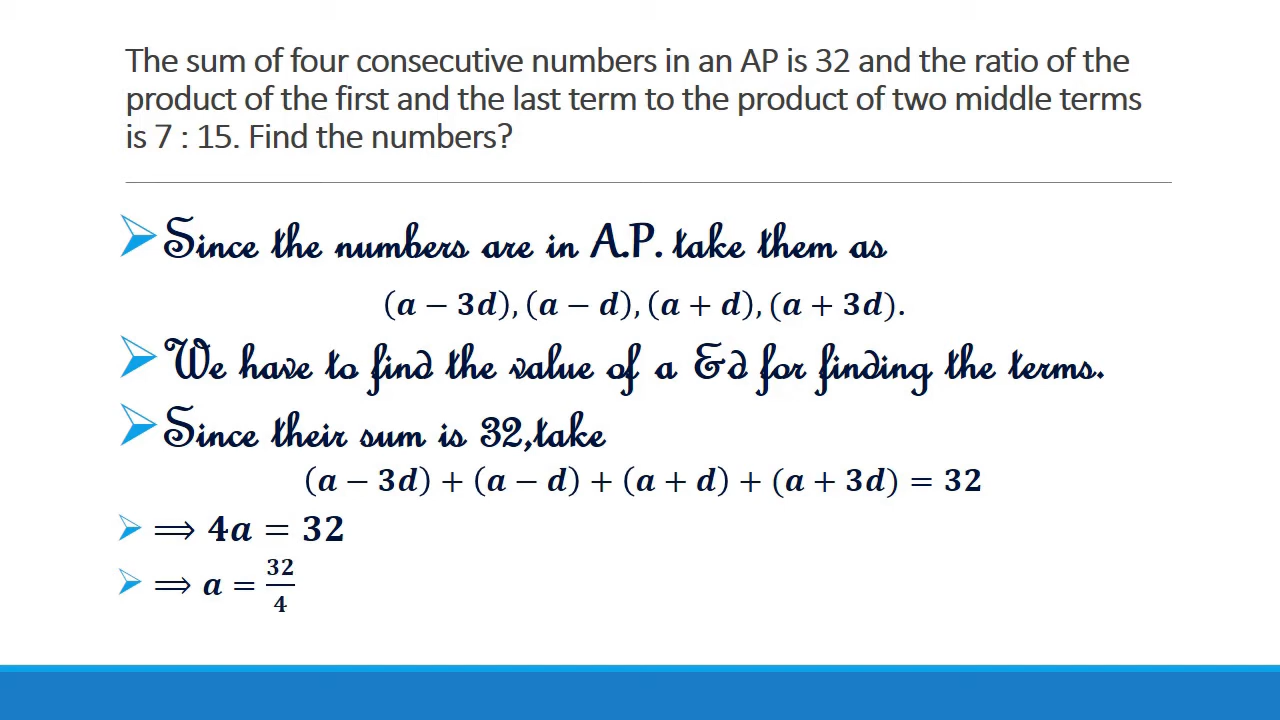 The sum of four consecutive numbers in an AP is 32 and the ratio of the
product of the first and the last term to the product of two middle terms
is 7 : 15. Find the numbers?
➢Since the numbers are in A.P. take them as
(a − 3d), (a − d), (a + d), (a + 3d).
➢We have to find the value of a &d for finding the terms.
➢Since their sum is 32,take
(a − 3d) + (a − d) + (a + d) + (a + 3d) = 32
➢ ⟹ 4a = 32
➢ ⟹ a = 32/4